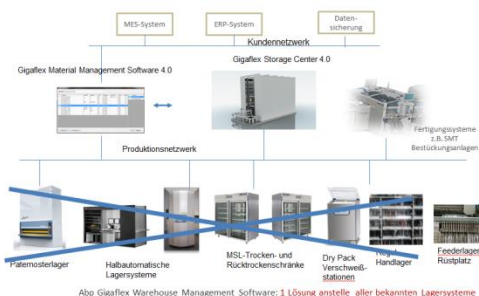 MES-System
ERP-System
Daten-
sicherung
Kundennetzwerk
Gigaflex Material Management Software 4.0
Gigaflex Storage Center 4.0
Fertigungssysteme
z.B. SMT
Bestückungsanlagen
Produktionsnetzwerk
Paternosterlager
Halbautomatische
Lagersysteme
MSL-Trocken- und
Rücktrockenschränke
Dry Pack
Verschweiß-
stationen
Handlager
Feederlager
Rüstplatz
Abp Gigaflex Warehouse Management Software: 1 Lösung anstelle aller bekannten Lagersysteme